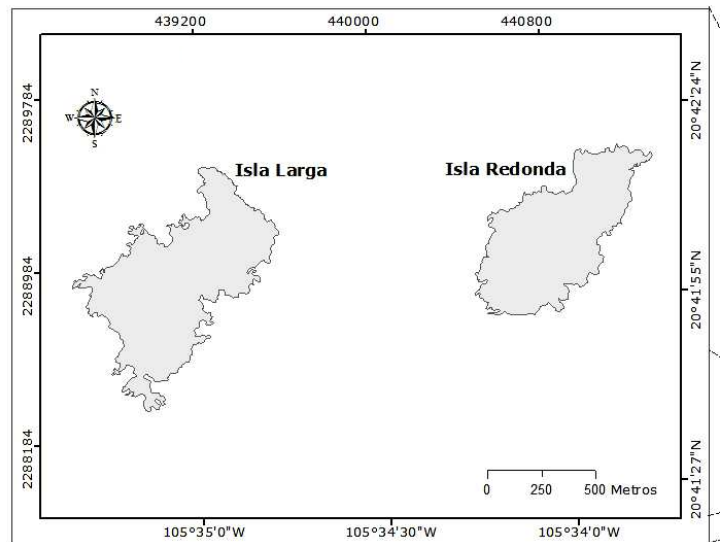 439200 440000 440800
2289784
20°42'24"N
N
W E
S
Isla Larga
Isla Redonda
2288984
20°41'55"N
2288184
20°41'27"N
0 250 500 Metros
105°35'0"W 105°34'30"W 105°34'0"W